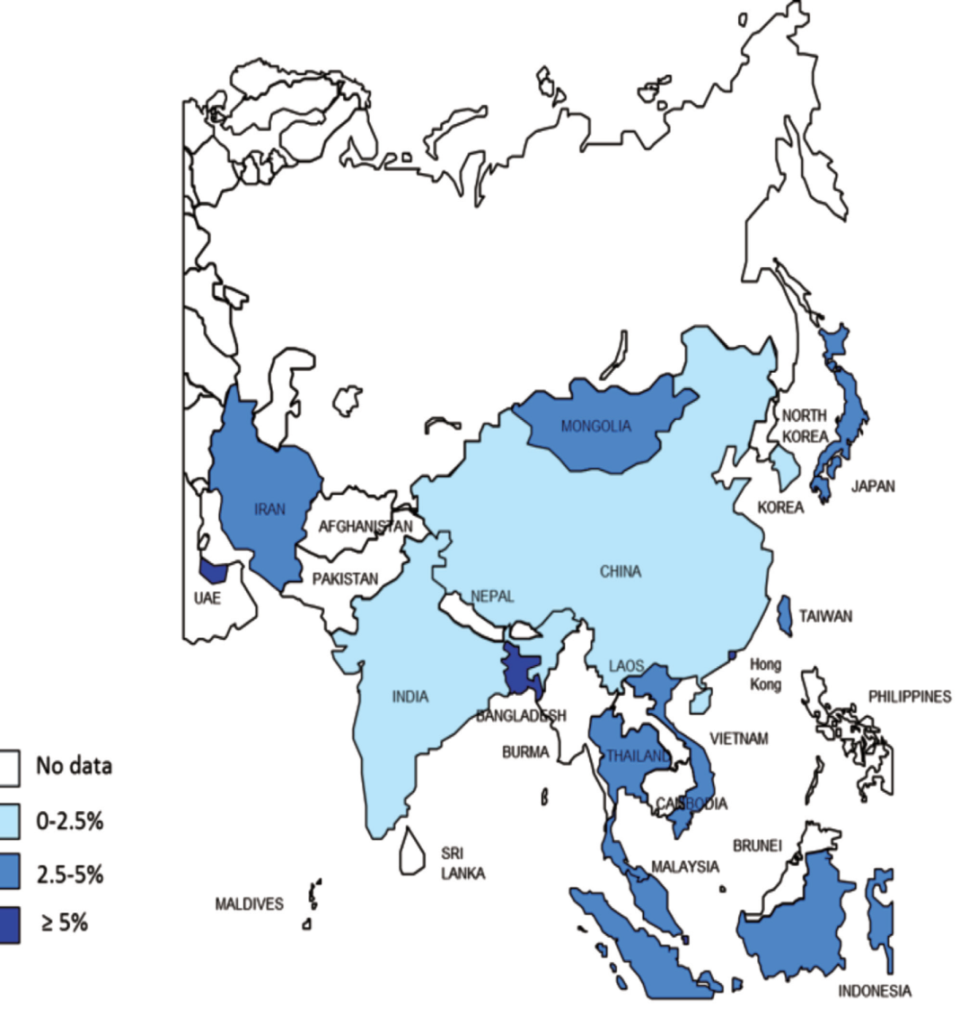 MONGOLIA
NORTH
KOREA
JAPAN
KOREA
IRAN
AFGHANISTAN
PAKISTAN
CHINA
UAE
NEPAL
TAIWAN
LAOS
Hong
Kong
INDIA
PHILIPPINES
BANGLADESH
BURMA
VIETNAM
THAILAND
CAMBODIA
No data
0-2.5%
2.5-5%
≥ 5%
SRI
LANKA
BRUNEI
MALAYSIA
MALDIVES
INDONESIA